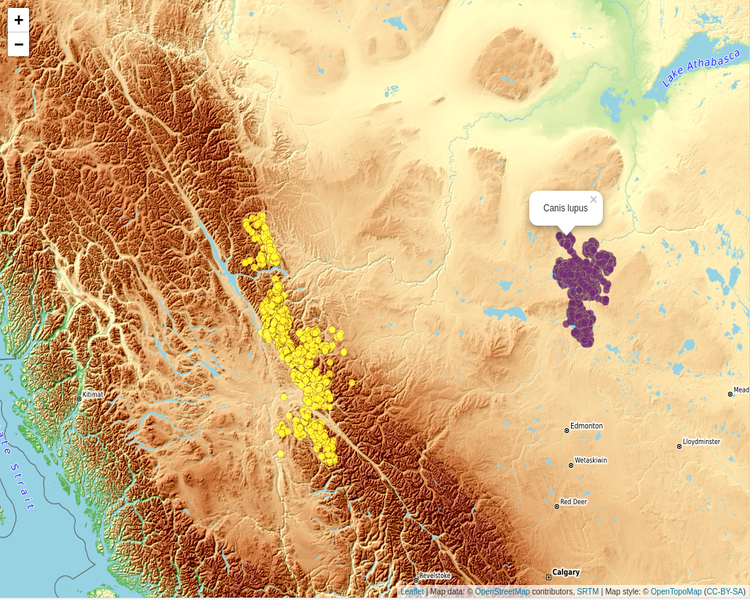 +
−
Lake Athabasca
×
Canis lupus
Kitimat
Mead
ate Strait
Edmonton
Lloydminster
Wetaskiwin
Red Deer
Calgary
Revelstoke
Leaflet | Map data: © OpenStreetMap contributors, SRTM | Map style: © OpenTopoMap (CC-BY-SA)